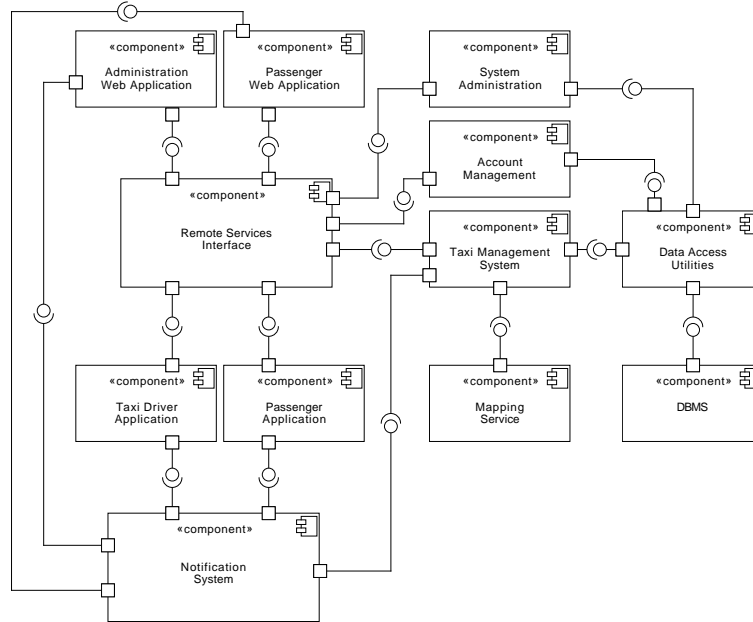 «component»
Administration
Web Application
«component»
Passenger
Web Application
«component»
System
Administration
«component»
Account
Management
«component»
Remote Services
Interface
«component»
Taxi Management
System
«component»
Data Access
Utilities
«component»
Taxi Driver
Application
«component»
Passenger
Application
«component»
Mapping
Service
«component»
DBMS
«component»
Notification
System